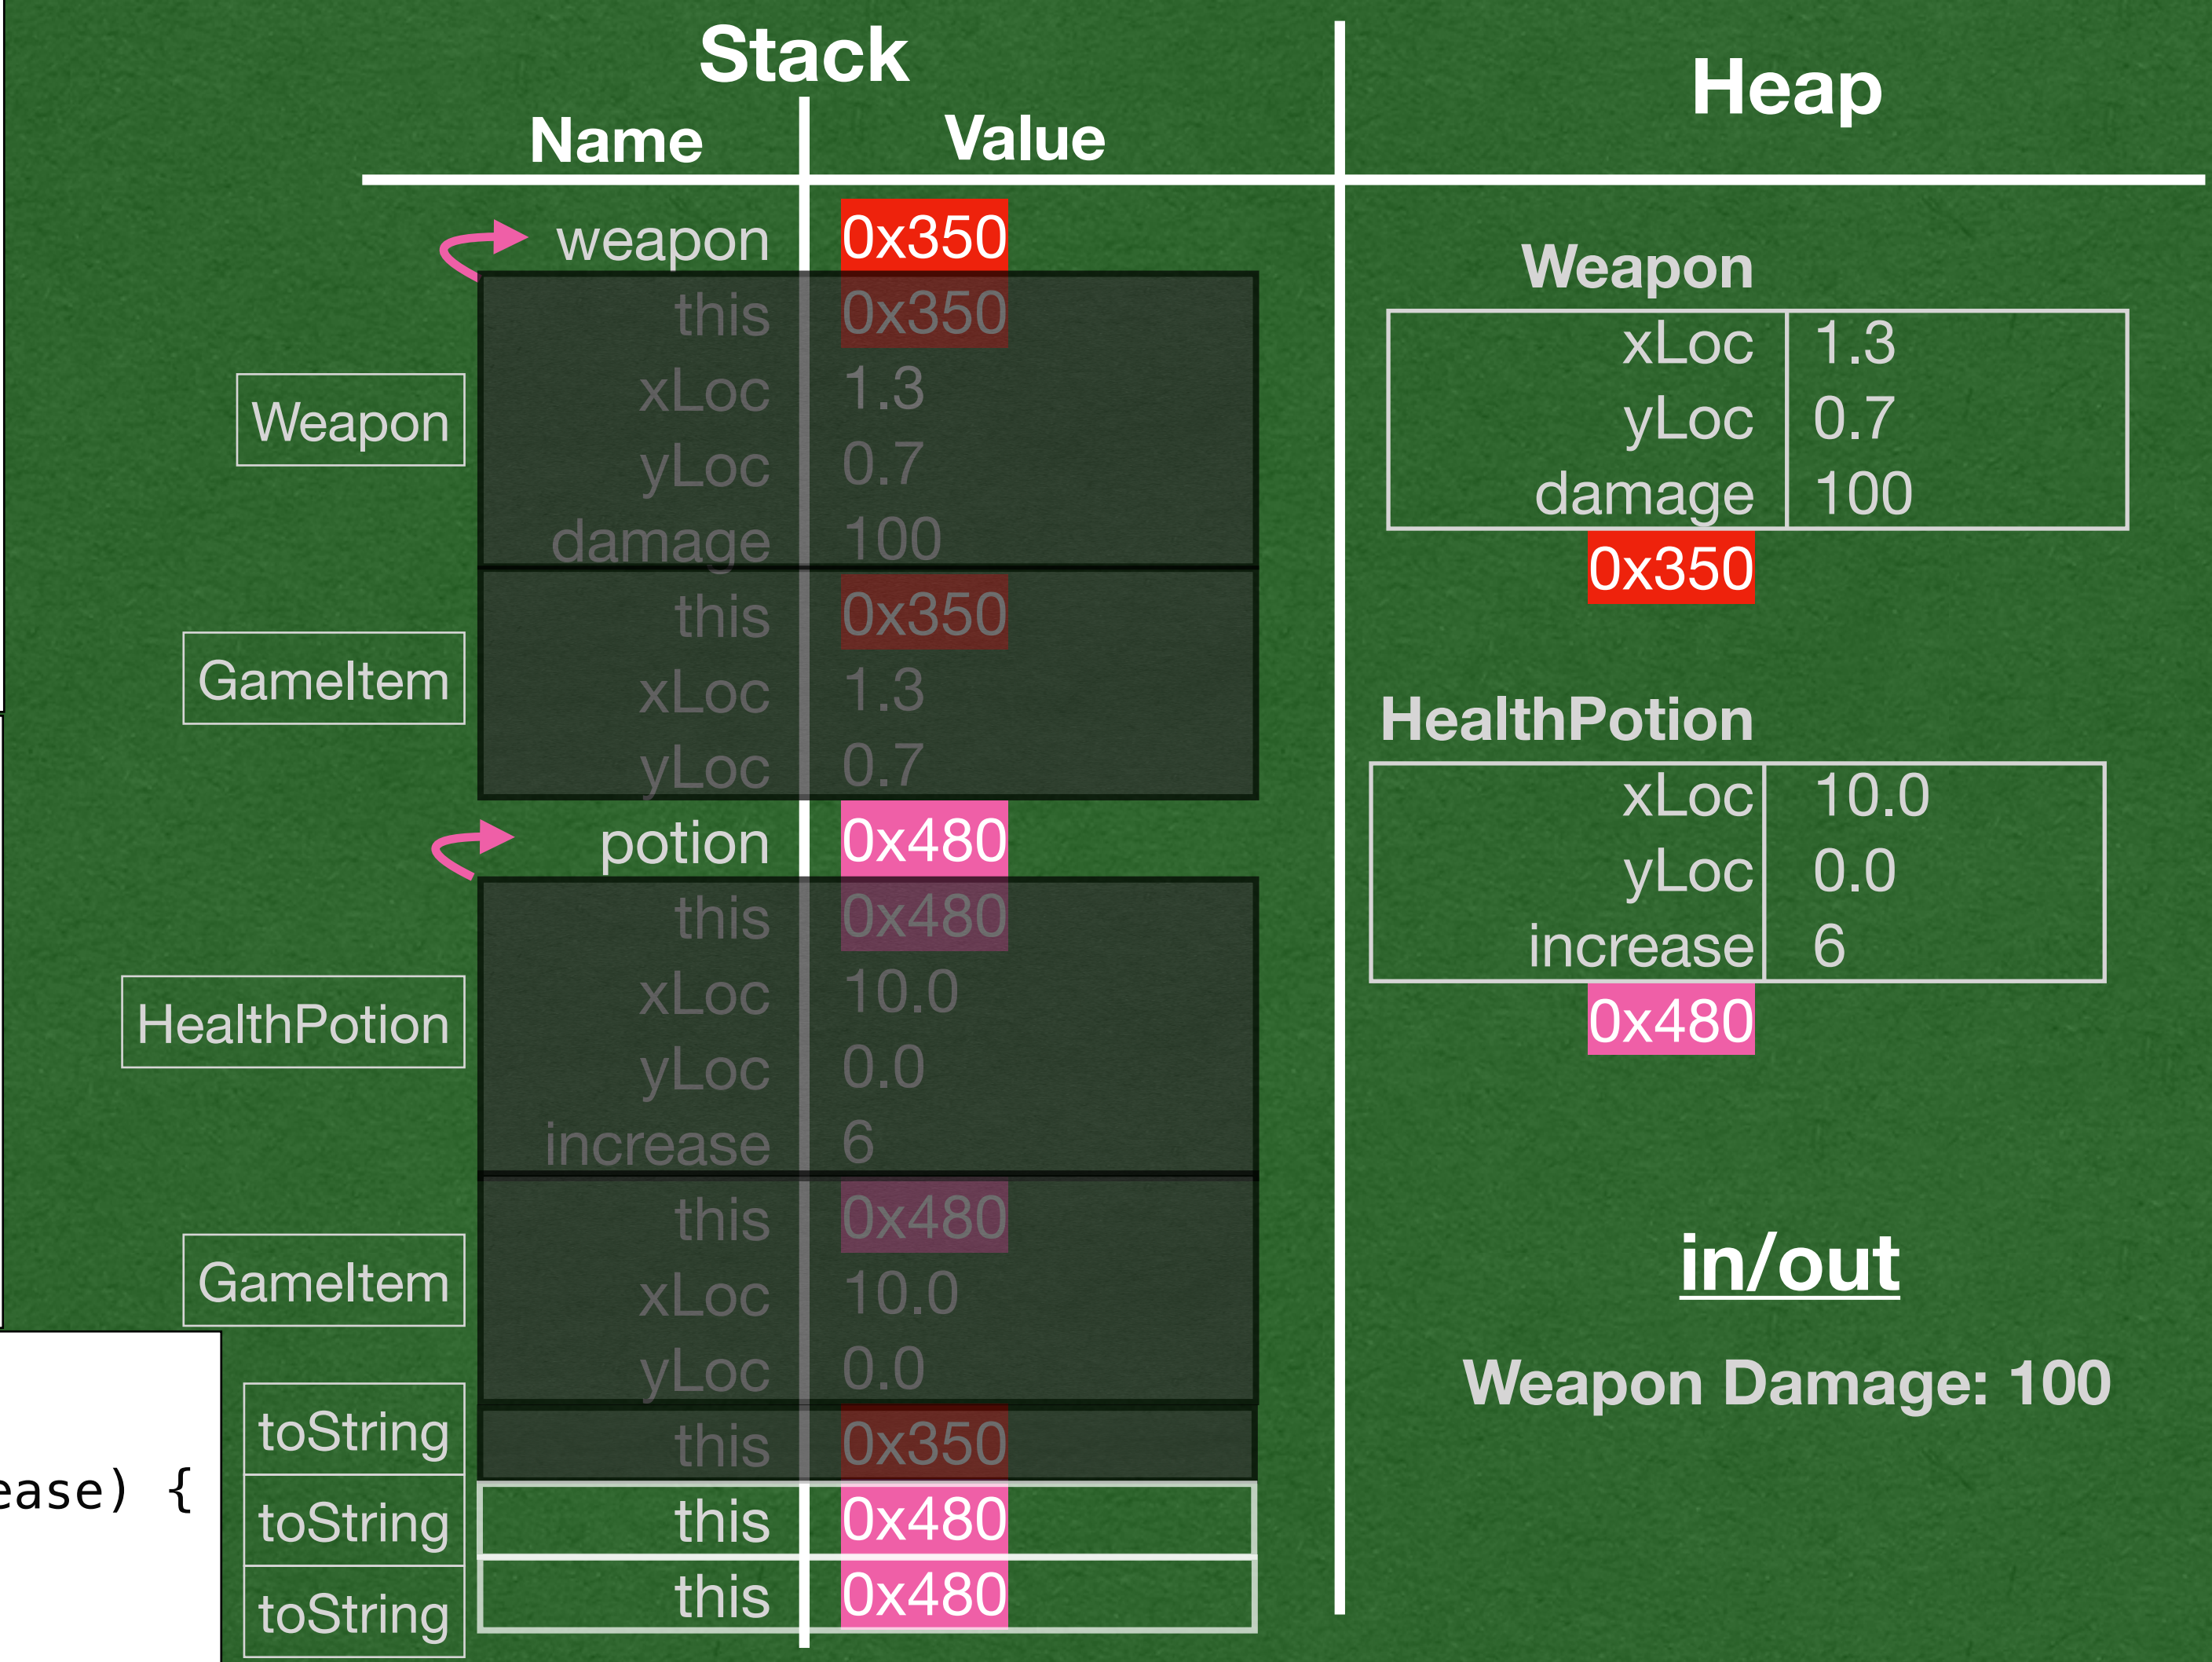 Stack
Heap
Name Value
weapon 0x350
Weapon
this 0x350
xLoc 1.3
yLoc 0.7
damage 100
GameItem
this 0x350
xLoc 1.3
yLoc 0.7
potion 0x480
HealthPotion
this 0x480
xLoc 10.0
yLoc 0.0
increase 6
GameItem
this 0x480
xLoc 10.0
yLoc 0.0
toString this 0x350
toString this 0x480
toString this 0x480
Weapon
xLoc 1.3
yLoc 0.7
damage 100
0x350
HealthPotion
xLoc 10.0
yLoc 0.0
increase 6
0x480
in/out
Weapon Damage: 100
ease) {